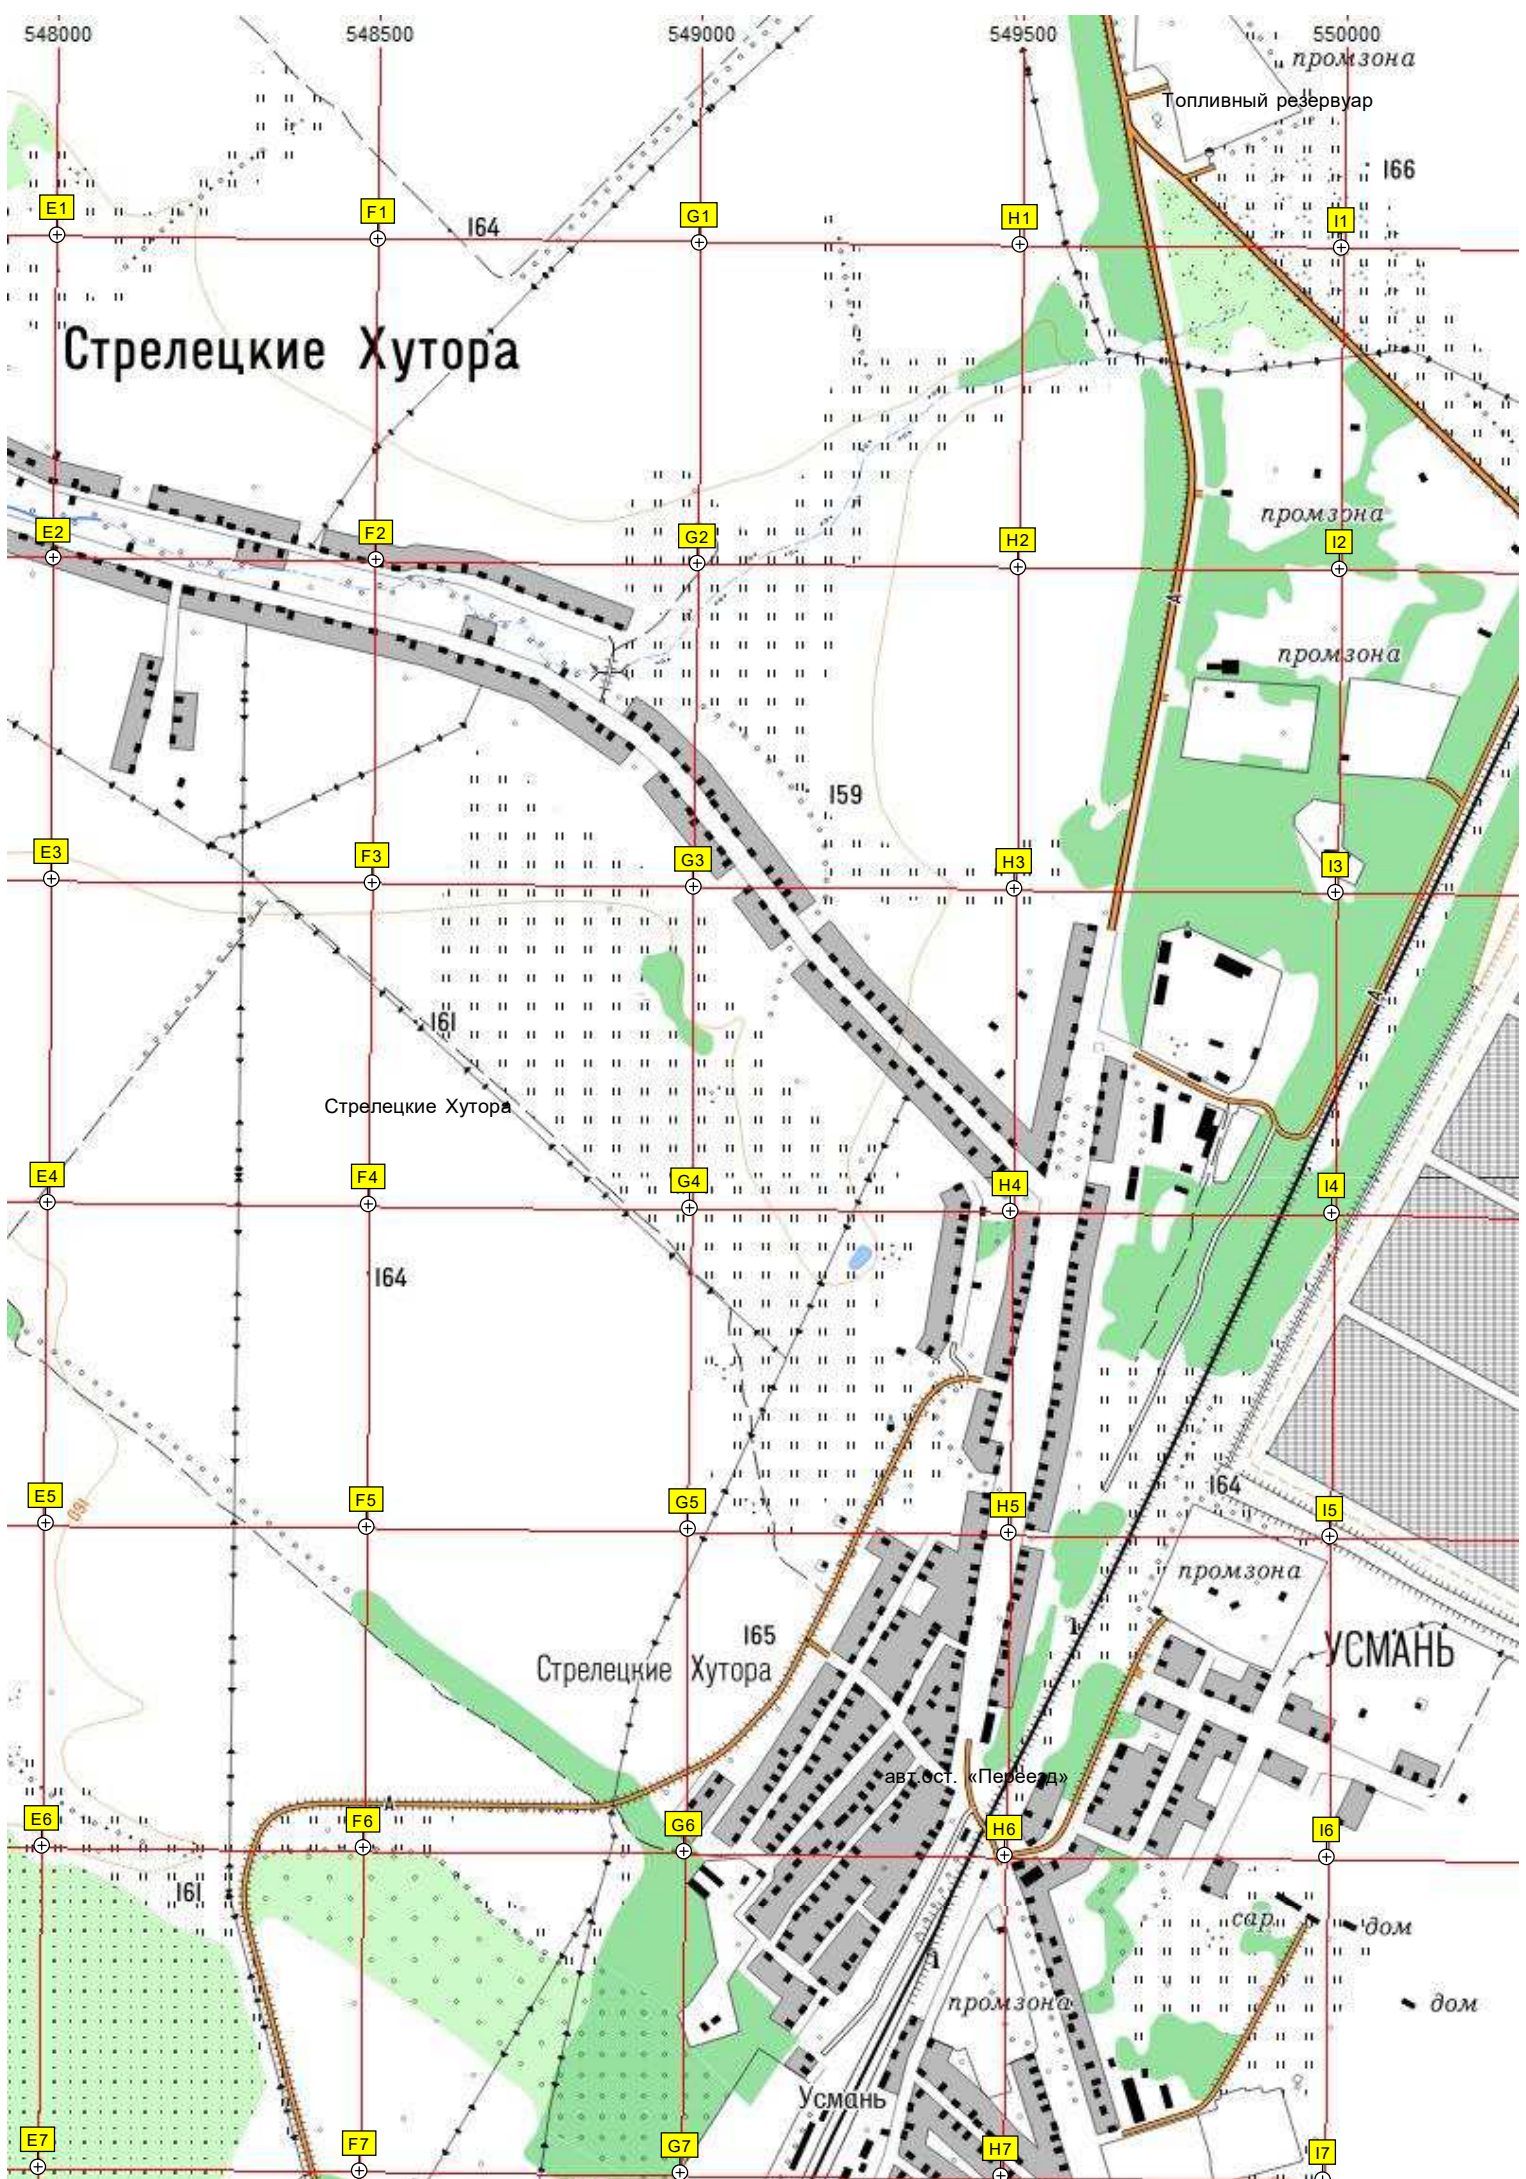 548000 548500 549000 549500 550000
промзона
Топливный резервуар
166
E1 F1 G1 H1 I1
164
Стрелецкие Хутора
промзона
E2 F2 G2 H2 I2
А
промзона
159
E3 F3 G3 H3 I3
А
161
Стрелецкие Хутора
E4 F4 G4 H4 I4
164
164
160
E5 F5 G5 H5 I5
промзона
1
165
УСМАНЬ
Стрелецкие Хутора
авт.ост. «Переезд»
А
E6 F6 G6 H6 I6
161
сар.
дом
1
промзона
дом
Усмань
E7 F7 G7 H7 I7